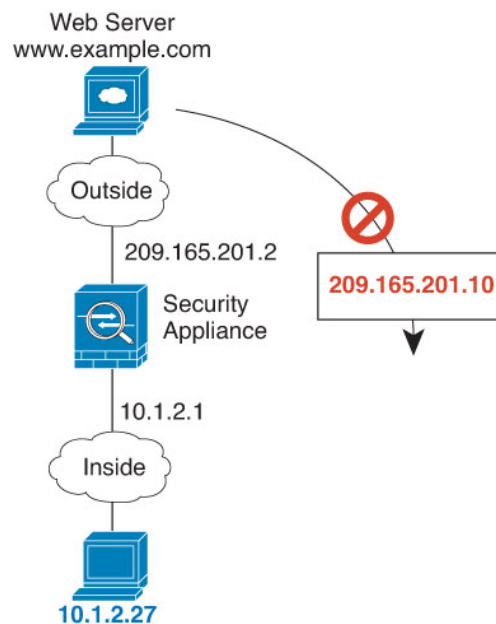 Web Server
www.example.com
Outside
209.165.201.2
209.165.201.10
Security
Appliance
10.1.2.1
Inside
10.1.2.27